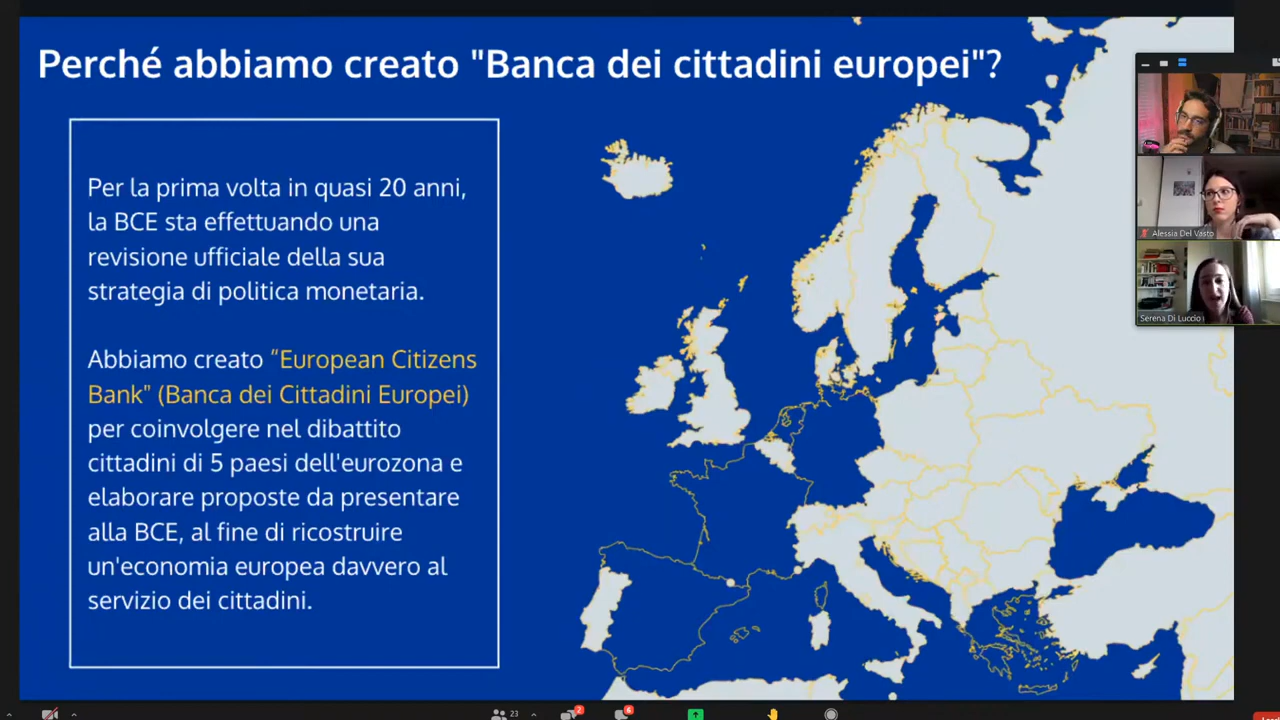 Perché abbiamo creato "Banca dei cittadini europei"?
Per la prima volta in quasi 20 anni,
la BCE sta effettuando una
revisione ufficiale della sua
strategia di politica monetaria.
Abbiamo creato "European Citizens
Bank" (Banca dei Cittadini Europei)
per coinvolgere nel dibattito
cittadini di 5 paesi dell'eurozona e
elaborare proposte da presentare
alla BCE, al fine di ricostruire
un'economia europea davvero al
servizio dei cittadini.
Alessia Del Vasto
Serena Di Luccio
23
2
6